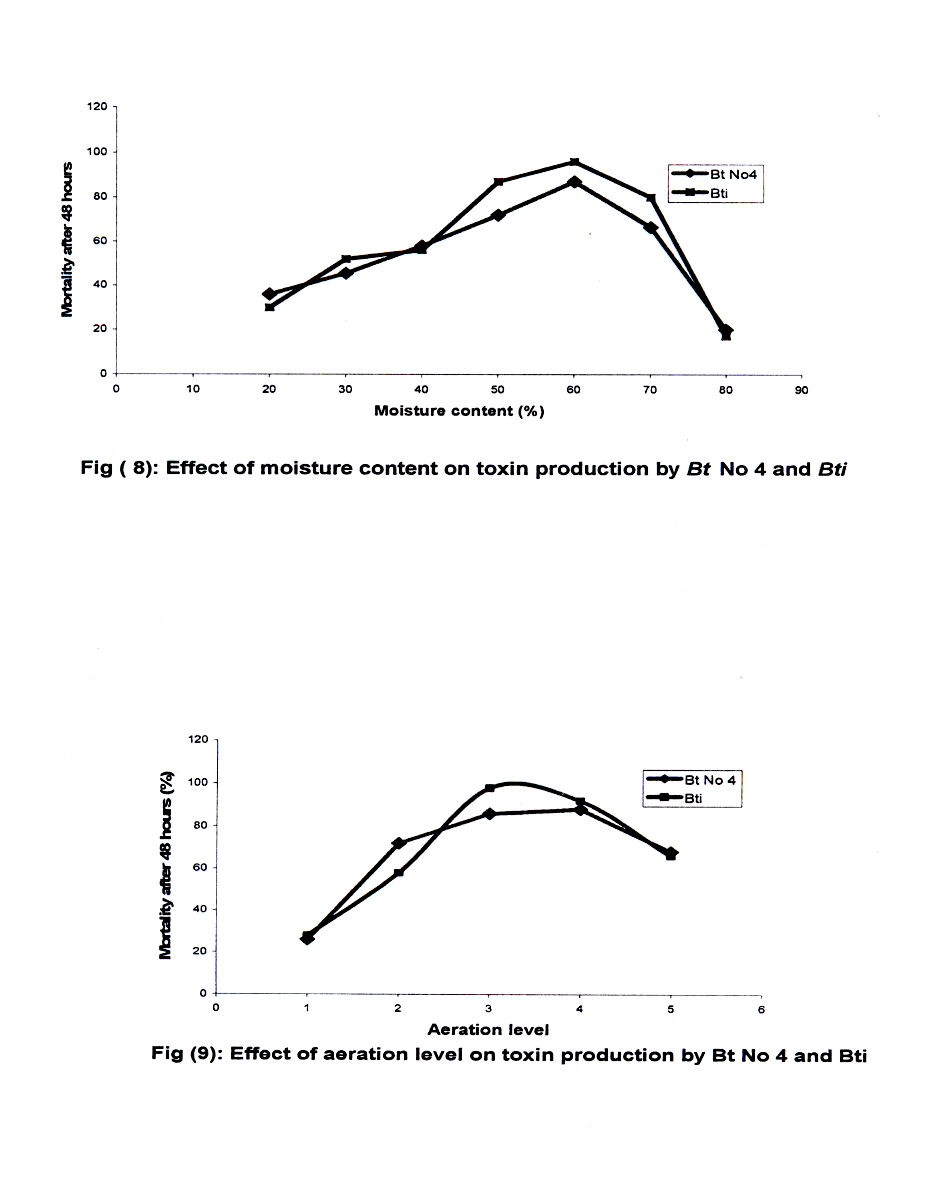 120
100
80
60
40
20
0
Mortality after 48 hours
0 10 20 30 40 50 60 70 80 90
Moisture content (%)
Bt No4
Bti
Fig ( 8): Effect of moisture content on toxin production by Bt No 4 and Bti
120
100
80
60
40
20
0
Mortality after 48 hours (%)
0 1 2 3 4 5 6
Aeration level
Bt No 4
Bti
Fig (9): Effect of aeration level on toxin production by Bt No 4 and Bti